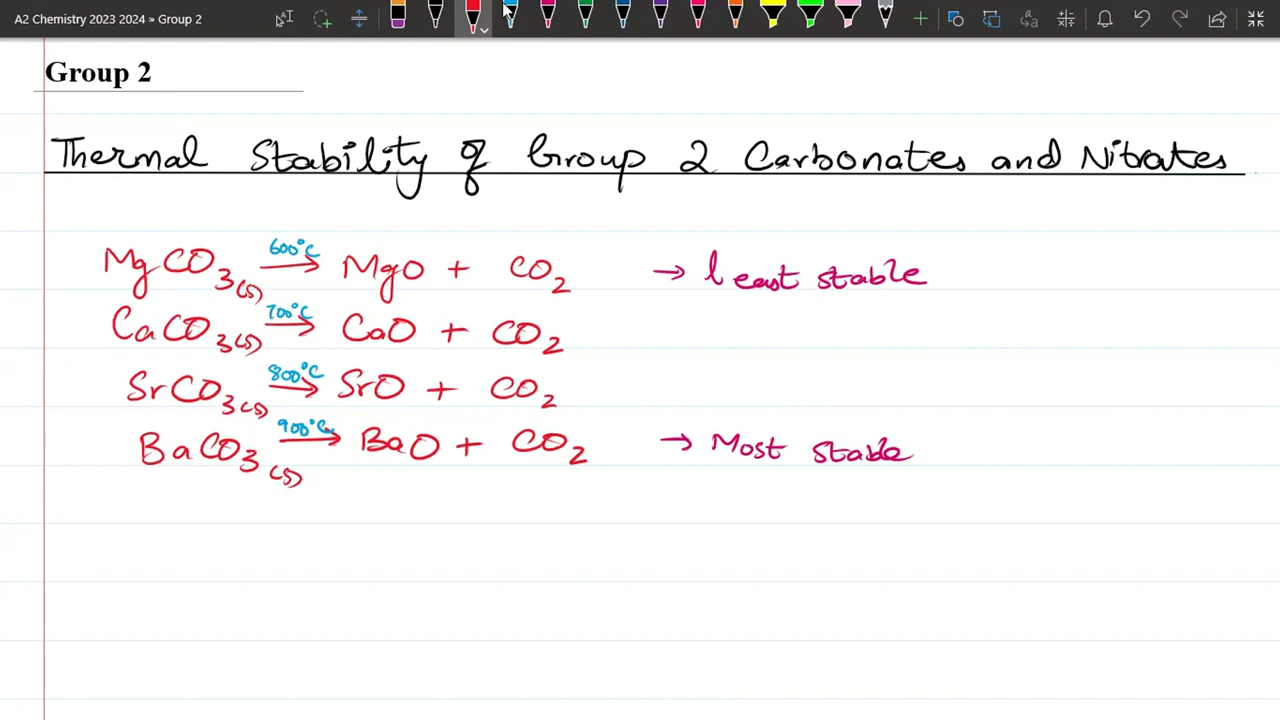 A2 Chemistry 2023 2024 » Group 2
Group 2
Thermal Stability of Group 2 Carbonates and Nitrates
MgCO₃(s) →600°C MgO + CO₂ → Least stable
CaCO₃(s) →700°C CaO + CO₂
SrCO₃(s) →800°C SrO + CO₂
BaCO₃(s) →900°C BaO + CO₂ → Most stable